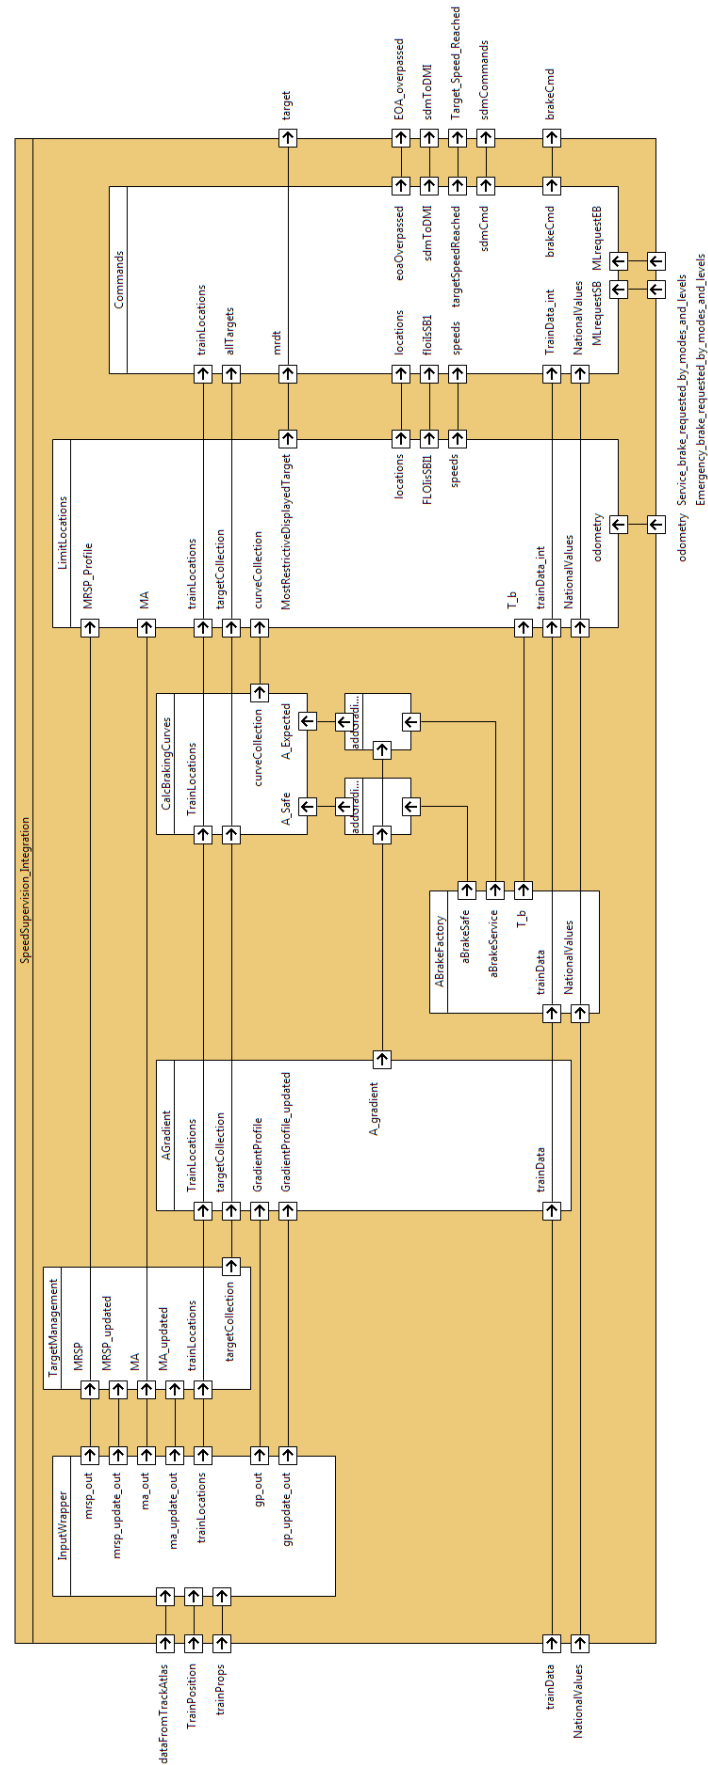 SpeedSupervision_Integration
dataFromTrackAtlas
TrainPosition
trainProps
trainData
NationalValues
InputWrapper
mrsp_out
mrsp_update_out
ma_out
ma_update_out
trainLocations
gp_out
gp_update_out
TargetManagement
MRSP
MRSP_updated
MA
MA_updated
trainLocations
targetCollection
AGradient
TrainLocations
targetCollection
GradientProfile
GradientProfile_updated
A_gradient
trainData
ABrakeFactory
aBrakeSafe
aBrakeService
T_b
trainData
NationalValues
CalcBrakingCurves
TrainLocations
curveCollection
A_Safe
A_Expected
LimitLocations
MRSP_Profile
MA
trainLocations
targetCollection
curveCollection
MostRestrictiveDisplayedTarget
locations
FLOIisSBI1
speeds
T_b
trainData_int
NationalValues
odometry
odometry
Commands
trainLocations
allTargets
mrdt
locations
floiIsSB1
speeds
TrainData_int
NationalValues
eoaOverpassed
sdmToDMI
targetSpeedReached
sdmCmd
brakeCmd
MLrequestSB
MLrequestEB
Service_brake_requested_by_modes_and_levels
Emergency_brake_requested_by_modes_and_levels
target
EOA_overpassed
sdmToDMI
Target_Speed_Reached
sdmCommands
brakeCmd